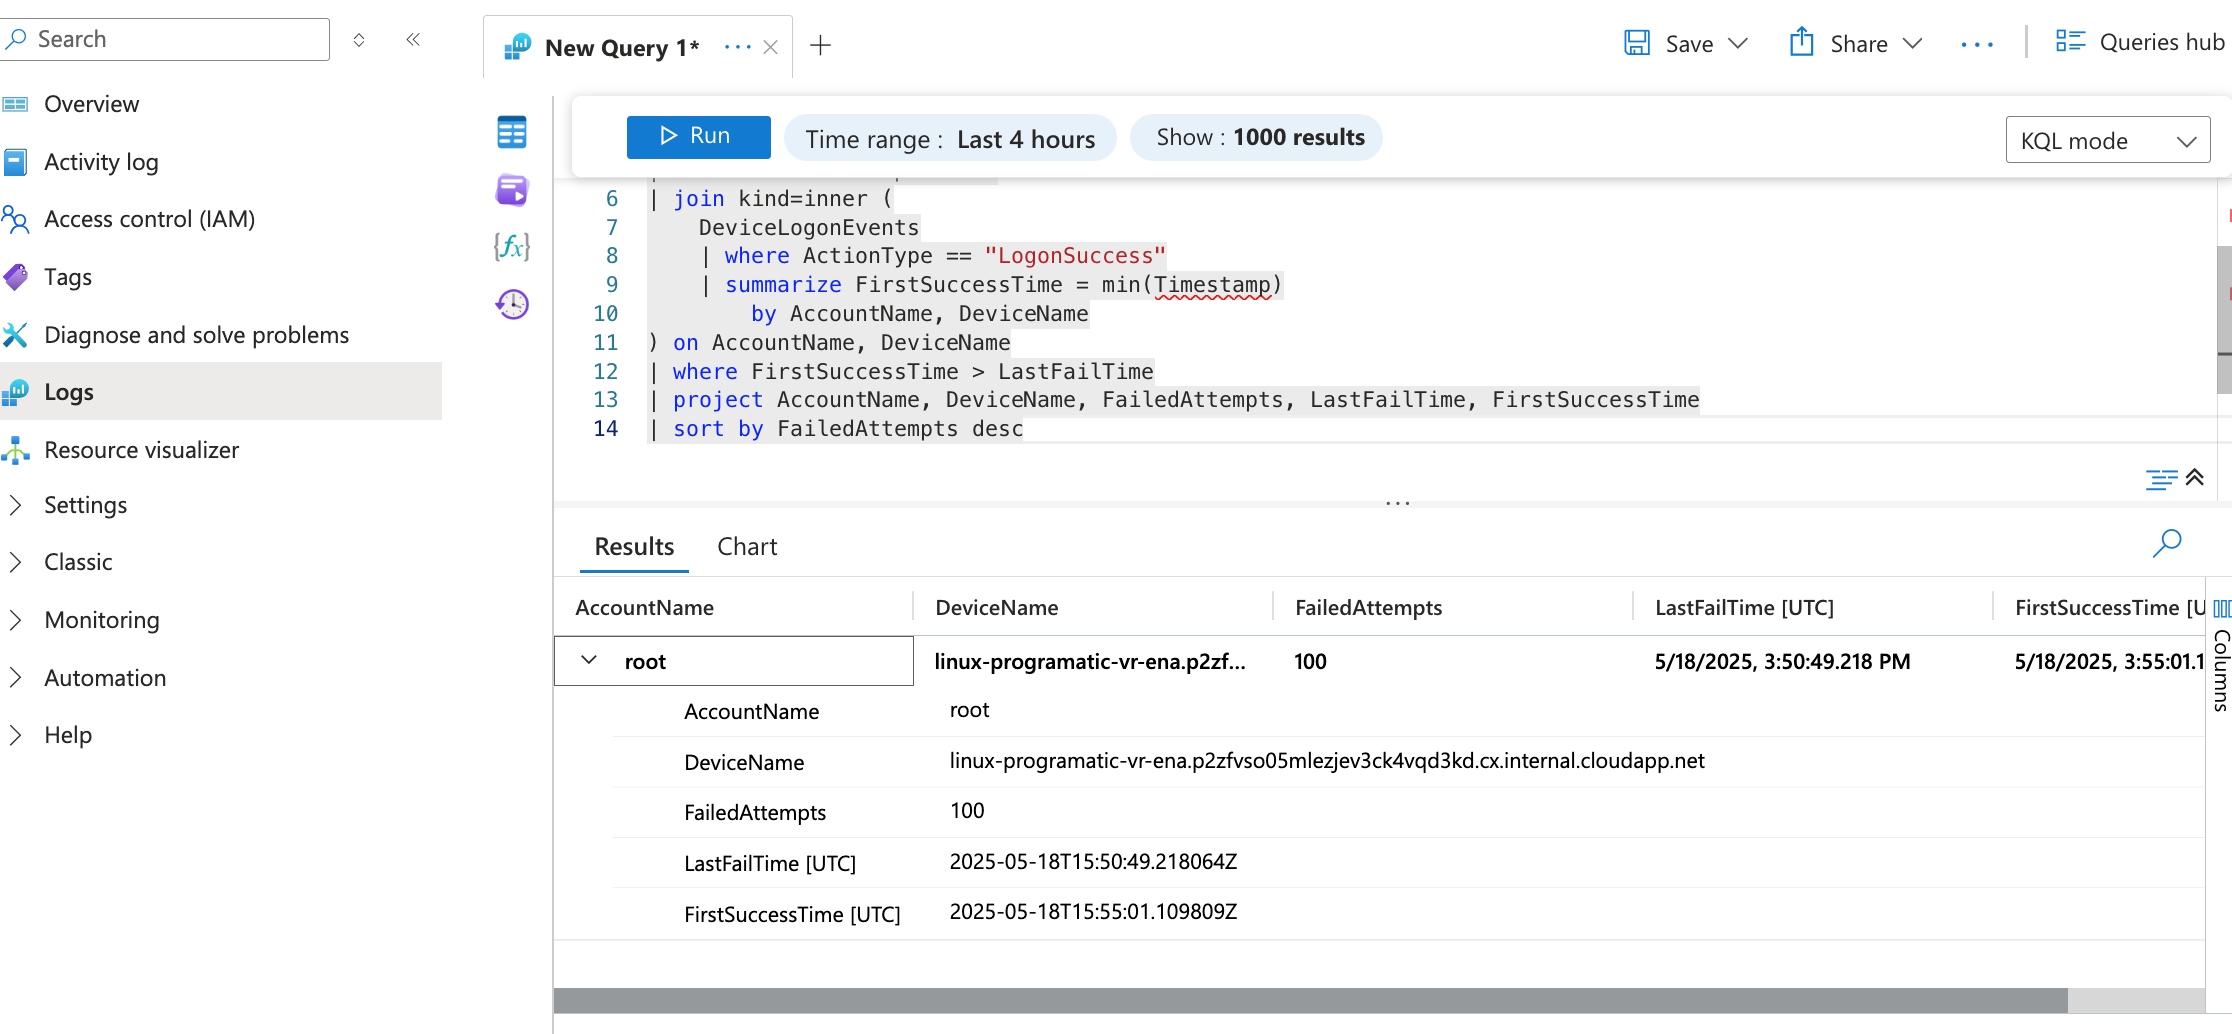 Search
New Query 1*
Save
Share
Queries hub
Overview
Activity log
Access control (IAM)
Tags
Diagnose and solve problems
Logs
Resource visualizer
Settings
Classic
Monitoring
Automation
Help
Run
Time range : Last 4 hours
Show : 1000 results
KQL mode
6 | join kind=inner (
7 DeviceLogonEvents
8 | where ActionType == "LogonSuccess"
9 | summarize FirstSuccessTime = min(Timestamp)
10 by AccountName, DeviceName
11 ) on AccountName, DeviceName
12 | where FirstSuccessTime > LastFailTime
13 | project AccountName, DeviceName, FailedAttempts, LastFailTime, FirstSuccessTime
14 | sort by FailedAttempts desc
Results Chart
AccountName DeviceName FailedAttempts LastFailTime [UTC] FirstSuccessTime [U
root linux-programatic-vr-ena.p2zf... 100 5/18/2025, 3:50:49.218 PM 5/18/2025, 3:55:01.1
AccountName root
DeviceName linux-programatic-vr-ena.p2zfvso05mlezjev3ck4vqd3kd.cx.internal.cloudapp.net
FailedAttempts 100
LastFailTime [UTC] 2025-05-18T15:50:49.218064Z
FirstSuccessTime [UTC] 2025-05-18T15:55:01.109809Z
Columns